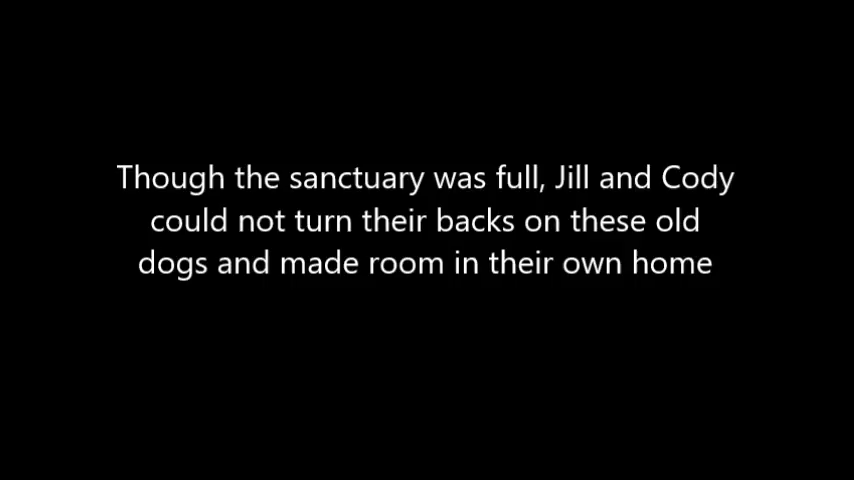 Though the sanctuary was full, Jill and Cody
could not turn their backs on these old
dogs and made room in their own home